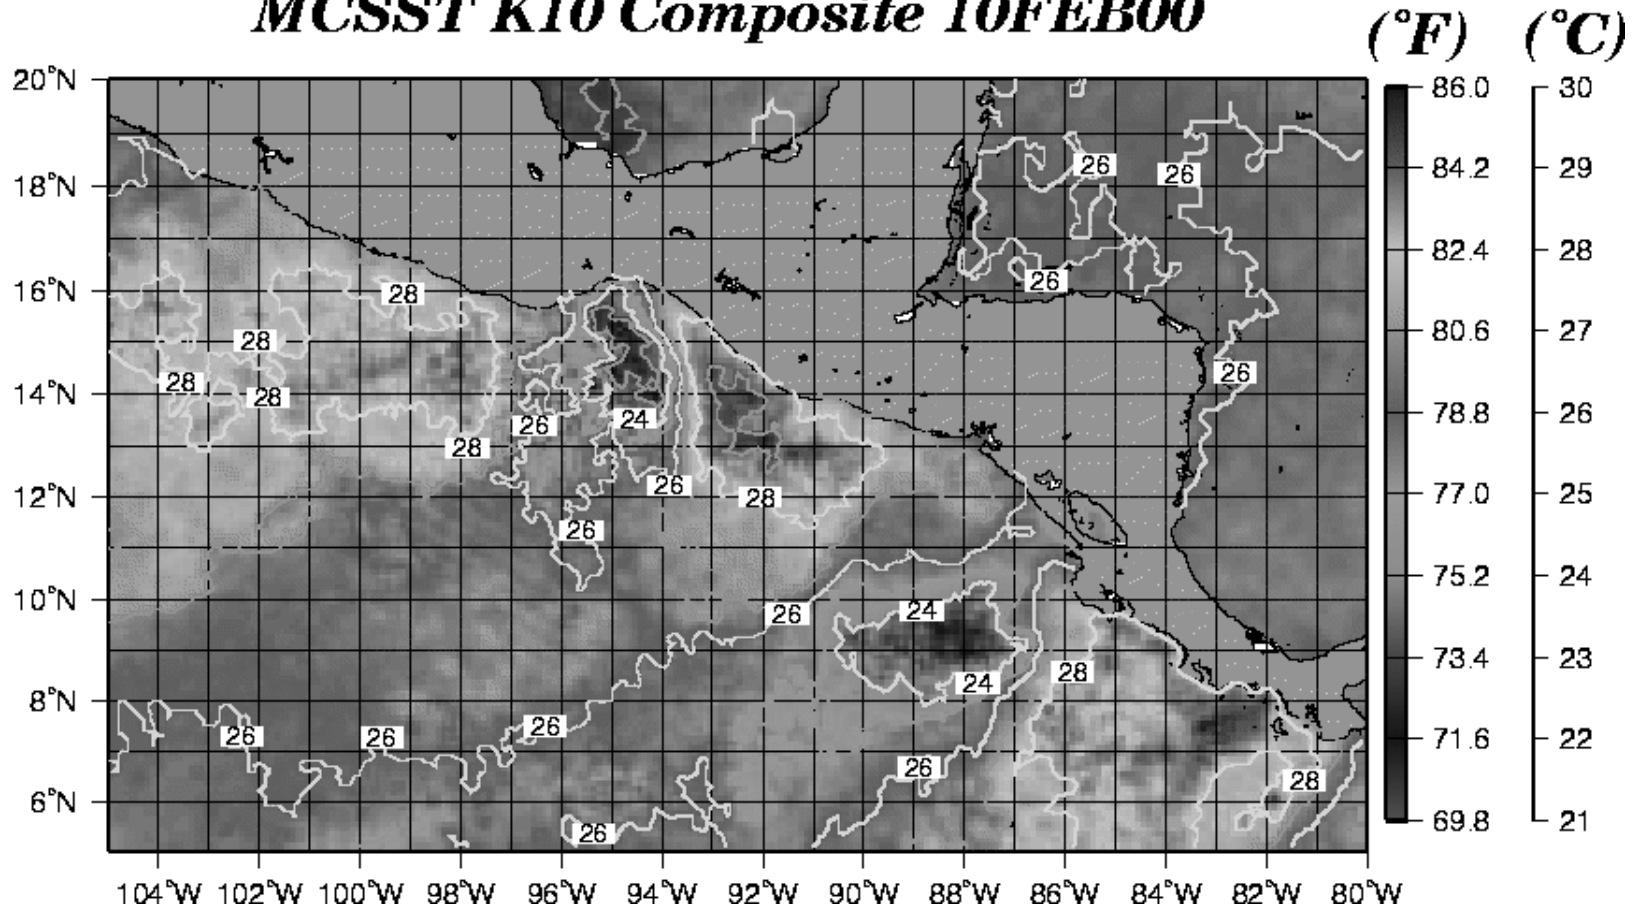 MCSST K10 Composite 10FEB00
(°F) (°C)
20°N
18°N
16°N
14°N
12°N
10°N
8°N
6°N
86.0 30
84.2 29
82.4 28
80.6 27
78.8 26
77.0 25
75.2 24
73.4 23
71.6 22
69.8 21
26 26
26
28
28
28 28
26
26 24
28
26 28
26
26 24
28
24
26 26 26
26 28
26
104°W 102°W 100°W 98°W 96°W 94°W 92°W 90°W 88°W 86°W 84°W 82°W 80°W